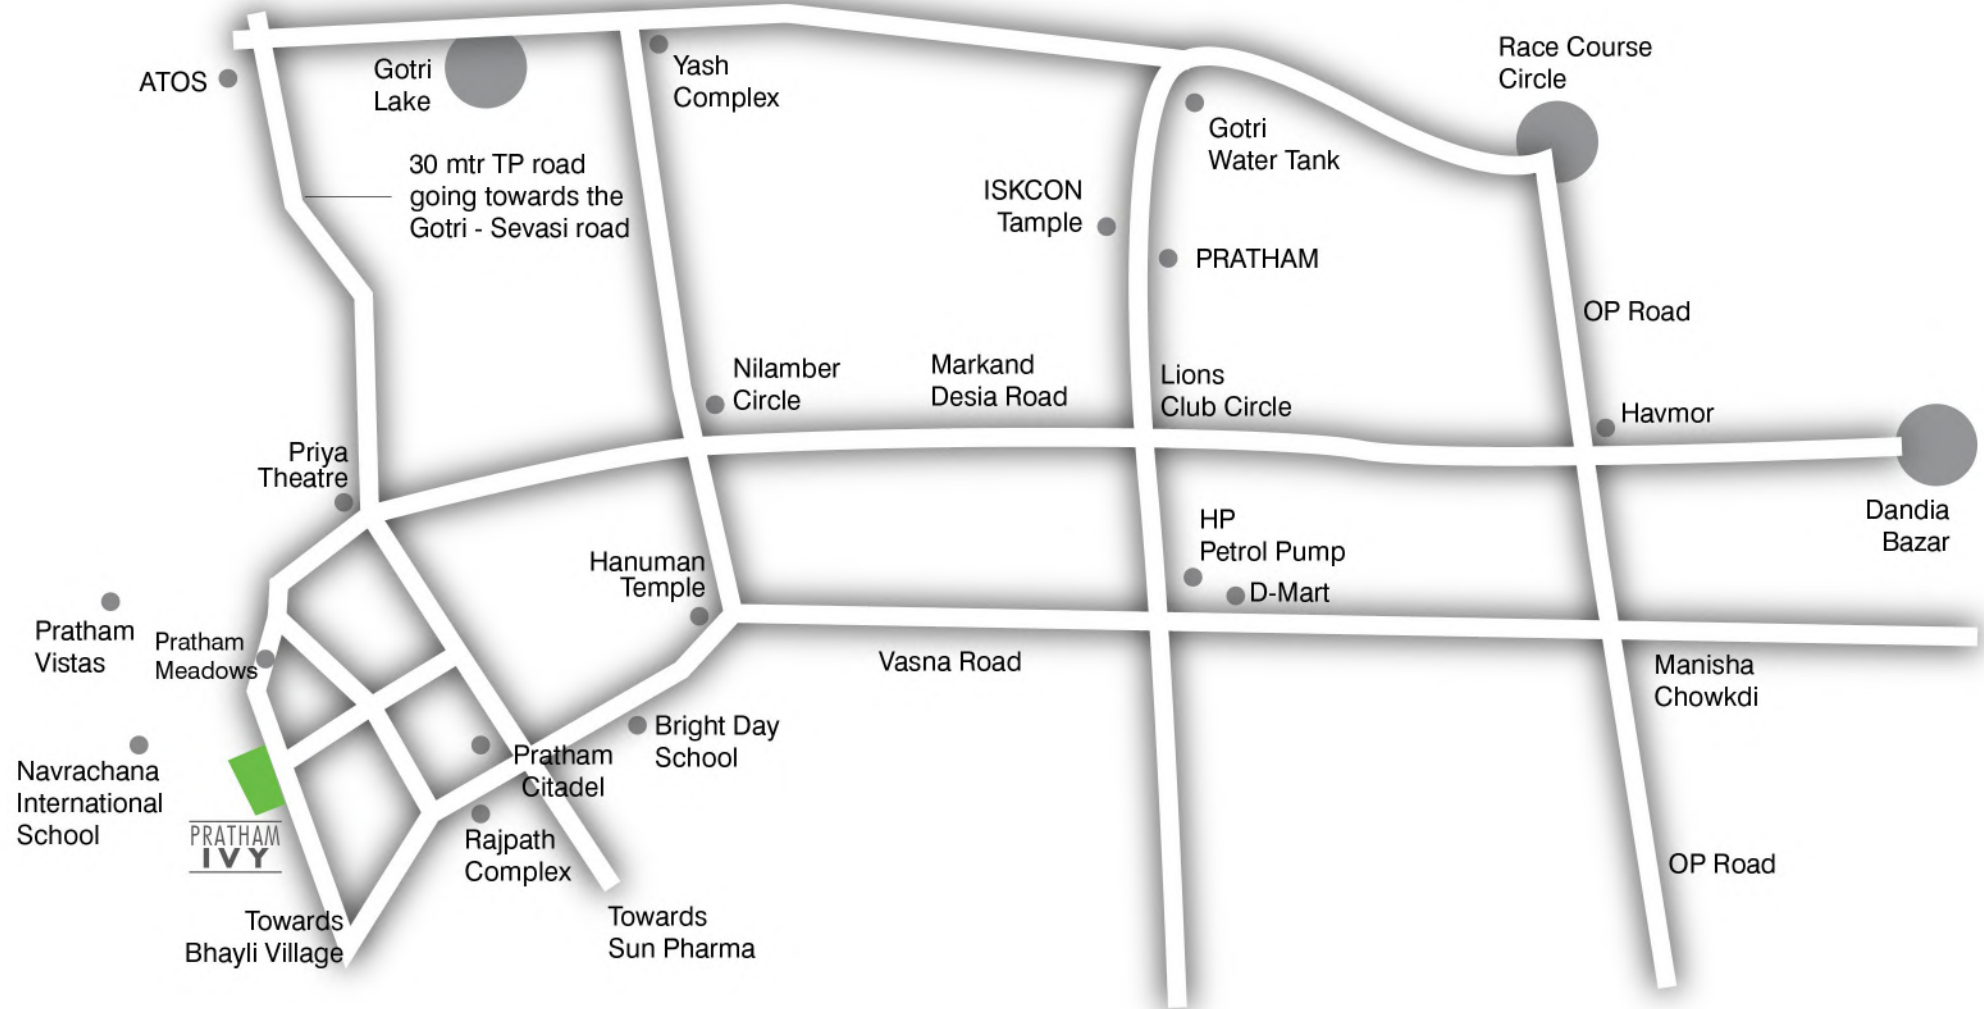 ATOS
Gotri
Lake
Yash
Complex
Race Course
Circle
Gotri
Water Tank
30 mtr TP road
going towards the
Gotri - Sevasi road
ISKCON
Tample
PRATHAM
OP Road
Nilamber
Circle
Markand
Desia Road
Lions
Club Circle
Havmor
Priya
Theatre
Dandia
Bazar
HP
Petrol Pump
D-Mart
Hanuman
Temple
Pratham
Vistas
Pratham
Meadows
Vasna Road
Manisha
Chowkdi
Bright Day
School
Pratham
Citadel
Navrachana
International
School
PRATHAM
IVY
Rajpath
Complex
OP Road
Towards
Bhayli Village
Towards
Sun Pharma